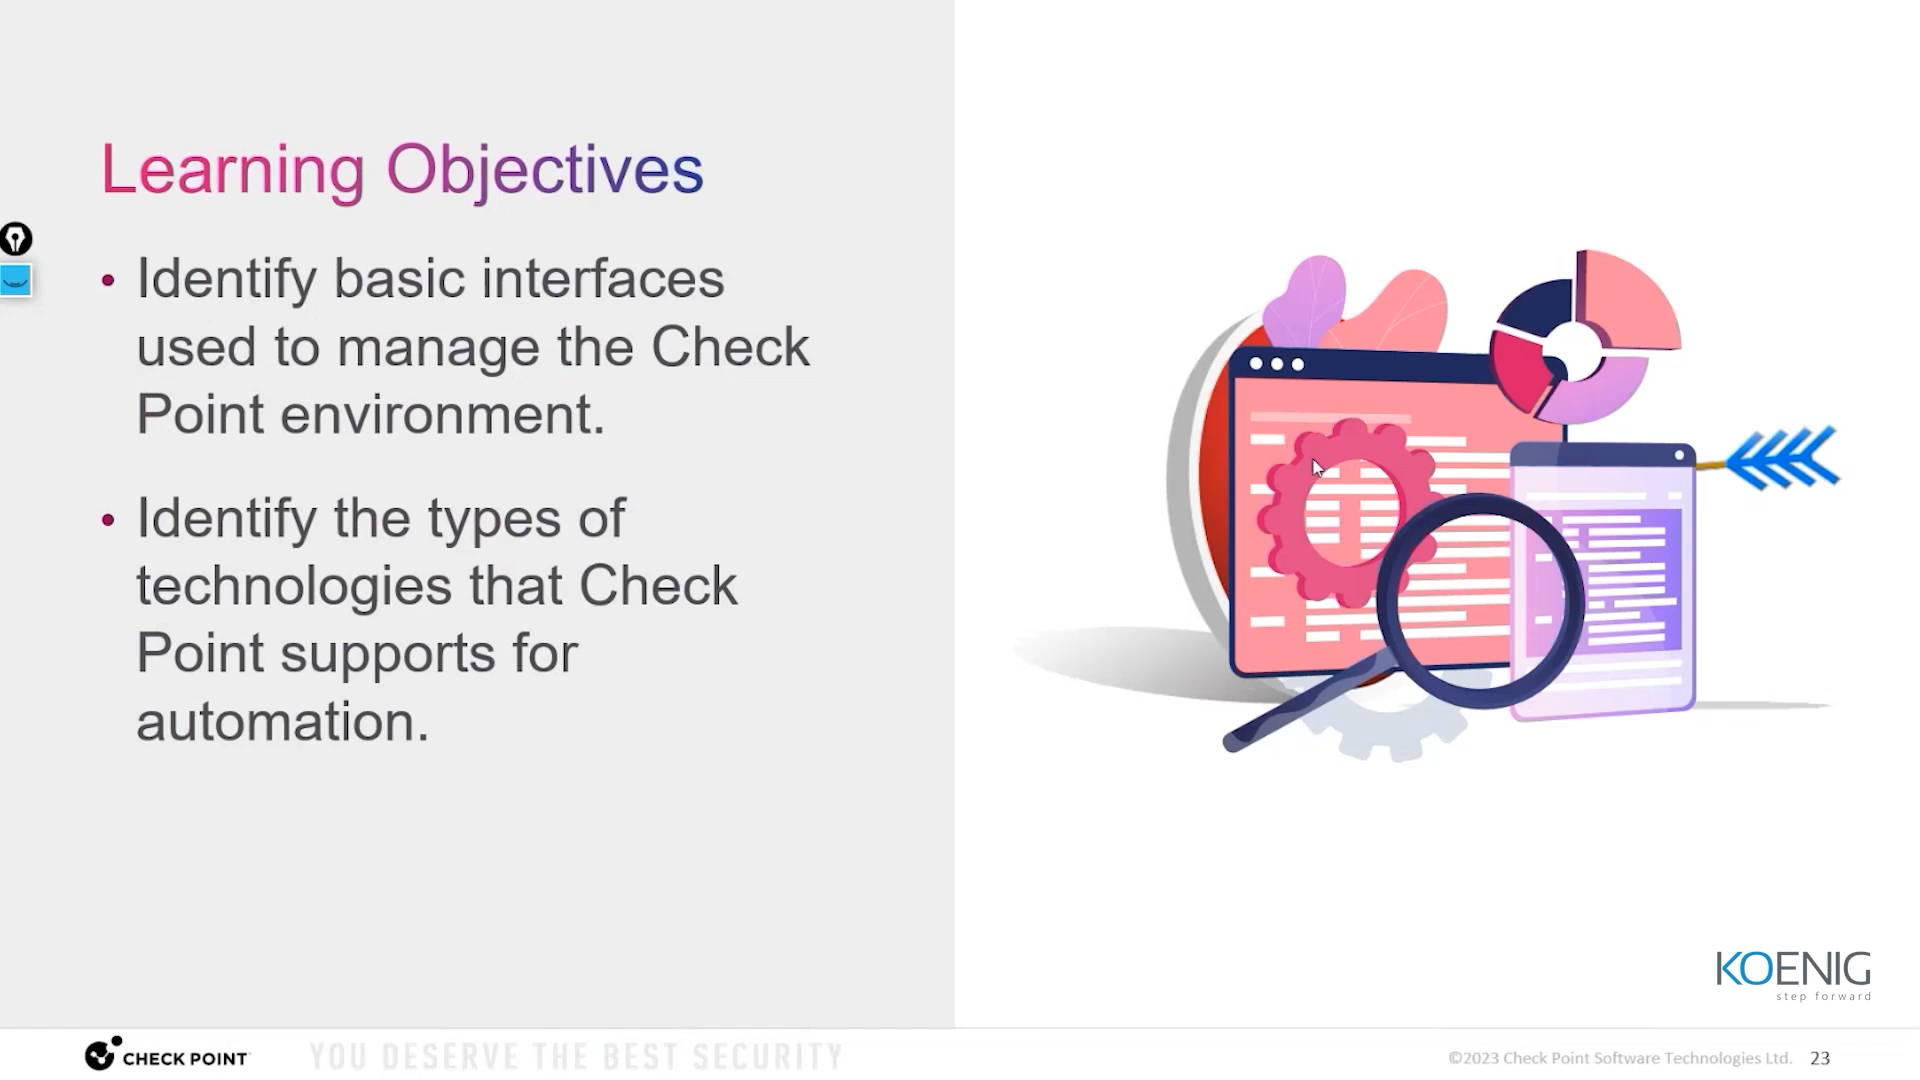 Learning Objectives
• Identify basic interfaces
used to manage the Check
Point environment.
• Identify the types of
technologies that Check
Point supports for
automation.
KOENIG
step forward
CHECK POINT
YOU DESERVE THE BEST SECURITY
©2023 Check Point Software Technologies Ltd. 23